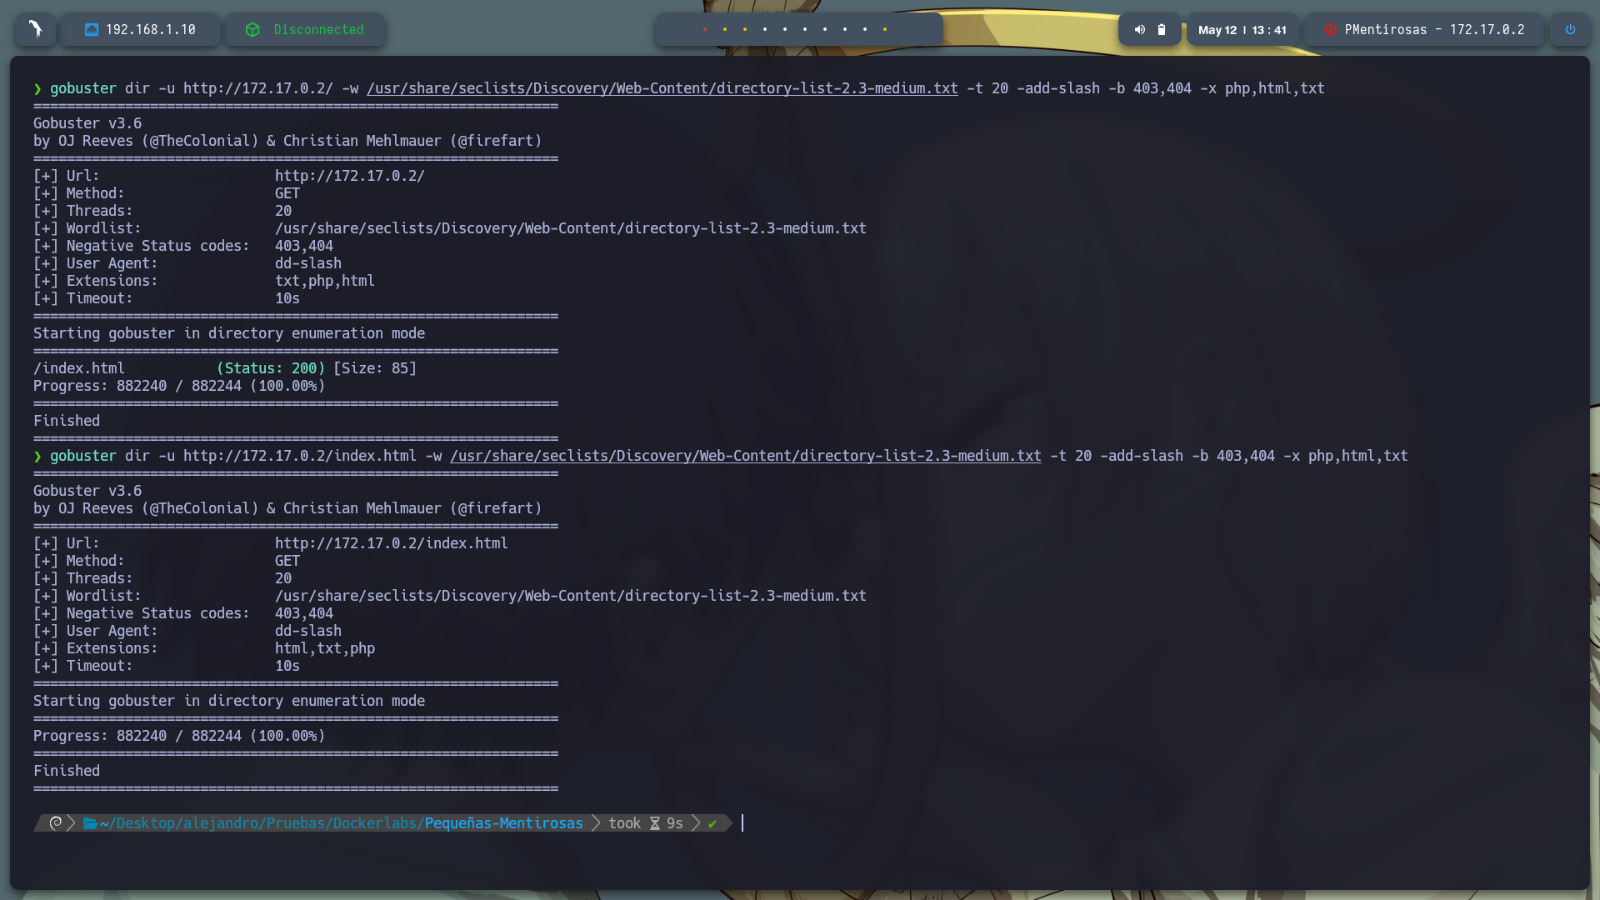 192.168.1.10
Disconnected
May 12 | 13 : 41
PMentirosas - 172.17.0.2
❯ gobuster dir -u http://172.17.0.2/ -w /usr/share/seclists/Discovery/Web-Content/directory-list-2.3-medium.txt -t 20 -add-slash -b 403,404 -x php,html,txt
===============================================================
Gobuster v3.6
by OJ Reeves (@TheColonial) & Christian Mehlmauer (@firefart)
===============================================================
[+] Url:                     http://172.17.0.2/
[+] Method:                  GET
[+] Threads:                 20
[+] Wordlist:                /usr/share/seclists/Discovery/Web-Content/directory-list-2.3-medium.txt
[+] Negative Status codes:   403,404
[+] User Agent:              dd-slash
[+] Extensions:              txt,php,html
[+] Timeout:                 10s
===============================================================
Starting gobuster in directory enumeration mode
===============================================================
/index.html           (Status: 200) [Size: 85]
Progress: 882240 / 882244 (100.00%)
===============================================================
Finished
===============================================================
❯ gobuster dir -u http://172.17.0.2/index.html -w /usr/share/seclists/Discovery/Web-Content/directory-list-2.3-medium.txt -t 20 -add-slash -b 403,404 -x php,html,txt
===============================================================
Gobuster v3.6
by OJ Reeves (@TheColonial) & Christian Mehlmauer (@firefart)
===============================================================
[+] Url:                     http://172.17.0.2/index.html
[+] Method:                  GET
[+] Threads:                 20
[+] Wordlist:                /usr/share/seclists/Discovery/Web-Content/directory-list-2.3-medium.txt
[+] Negative Status codes:   403,404
[+] User Agent:              dd-slash
[+] Extensions:              html,txt,php
[+] Timeout:                 10s
===============================================================
Starting gobuster in directory enumeration mode
===============================================================
Progress: 882240 / 882244 (100.00%)
===============================================================
Finished
===============================================================
~/Desktop/alejandro/Pruebas/Dockerlabs/Pequeñas-Mentirosas took 9s ✔